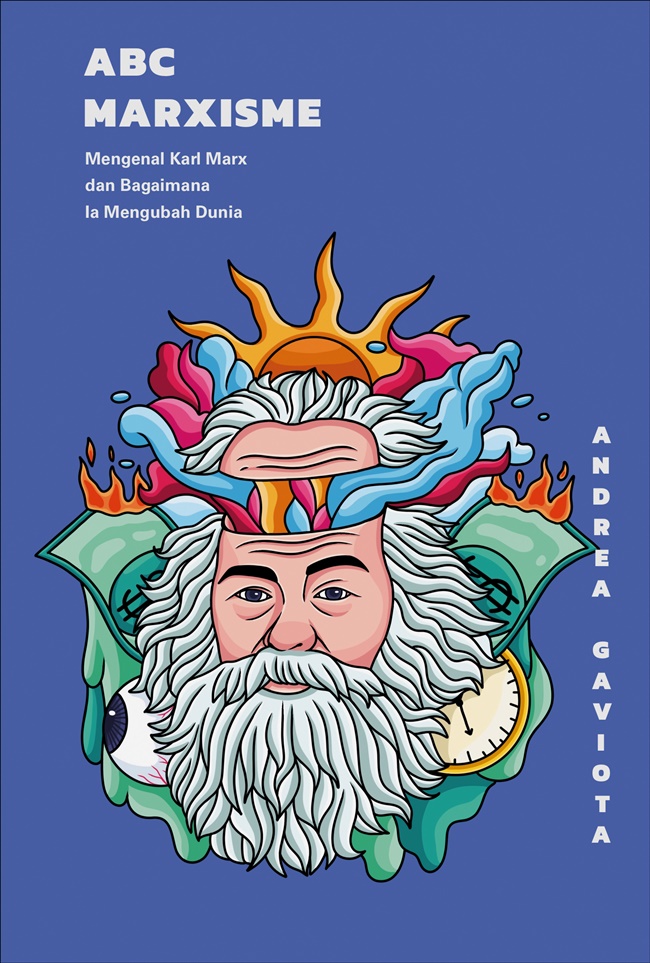 ABC
MARXISME
Mengenal Karl Marx
dan Bagaimana
Ia Mengubah Dunia
ANDREA GAVIOTA